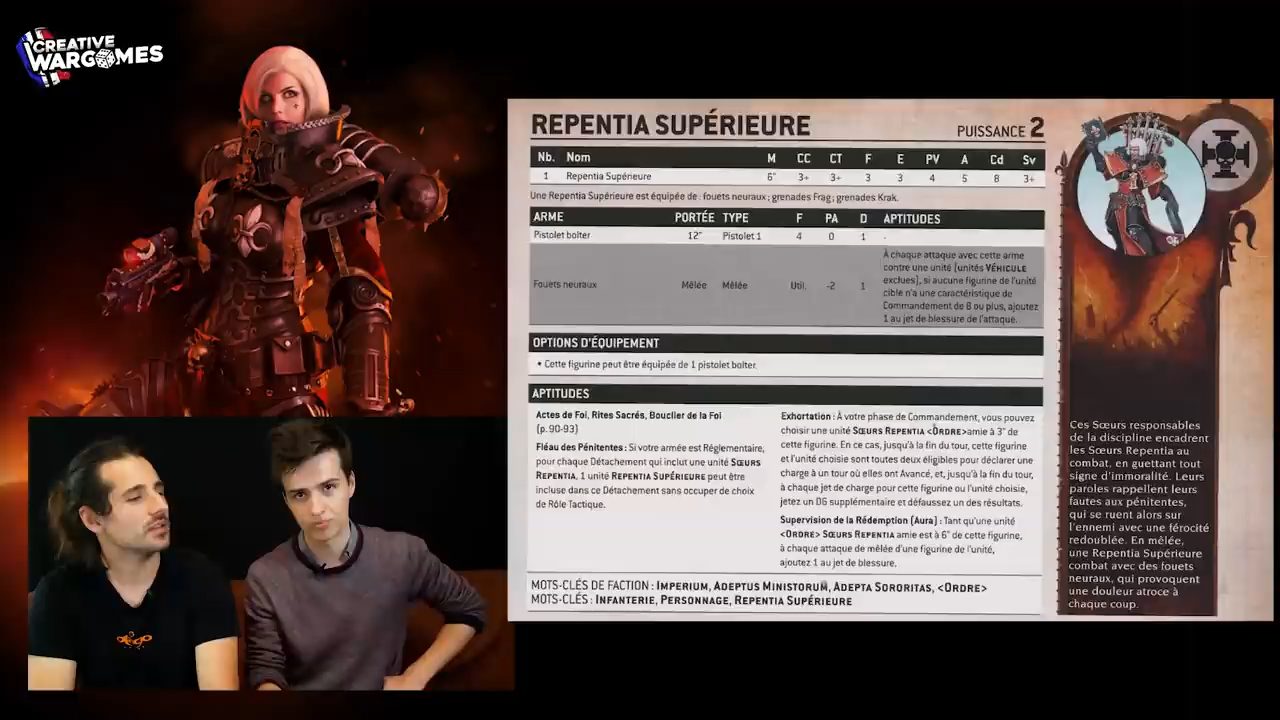 CREATIVE
WARGAMES
REPENTIA SUPÉRIEURE
PUISSANCE 2
Nb. Nom M CC CT F E PV A Cd Sv
1 Repentia Supérieure 6" 3+ 3+ 3 3 4 5 8 3+
Une Repentia Supérieure est équipée de : fouets neuraux ; grenades Frag ; grenades Krak.
ARME PORTÉE TYPE F PA D APTITUDES
Pistolet bolter 12" Pistolet 1 4 0 1 -
Fouets neuraux Mêlée Mêlée Util. -2 1
À chaque attaque avec cette arme
contre une unité (unités VÉHICULE
exclues), si aucune figurine de l'unité
cible n'a une caractéristique de
Commandement de 8 ou plus, ajoutez
1 au jet de blessure de l'attaque.
OPTIONS D'ÉQUIPEMENT
• Cette figurine peut être équipée de 1 pistolet bolter.
APTITUDES
Actes de Foi, Rites Sacrés, Bouclier de la Foi
(p. 90-93)
Fléau des Pénitentes : Si votre armée est Réglementaire,
pour chaque Détachement qui inclut une unité SŒURS
REPENTIA, 1 unité REPENTIA SUPÉRIEURE peut être
incluse dans ce Détachement sans occuper de choix
de Rôle Tactique.
Exhortation : À votre phase de Commandement, vous pouvez
choisir une unité SŒURS REPENTIA <ORDRE> amie à 3" de
cette figurine. En ce cas, jusqu'à la fin du tour, cette figurine
et l'unité choisie sont toutes deux éligibles pour déclarer une
charge à un tour où elles ont Avancé, et, jusqu'à la fin du tour,
à chaque jet de charge pour cette figurine ou l'unité choisie,
jetez un D6 supplémentaire et défaussez un des résultats.
Supervision de la Rédemption (Aura) : Tant qu'une unité
<ORDRE> SŒURS REPENTIA amie est à 6" de cette figurine,
à chaque attaque de mêlée d'une figurine de l'unité,
ajoutez 1 au jet de blessure.
MOTS-CLÉS DE FACTION : IMPERIUM, ADEPTUS MINISTORUM, ADEPTA SORORITAS, <ORDRE>
MOTS-CLÉS : INFANTERIE, PERSONNAGE, REPENTIA SUPÉRIEURE
Ces Sœurs responsables
de la discipline encadrent
les Sœurs Repentia au
combat, en guettant tout
signe d'immoralité. Leurs
paroles rappellent leurs
fautes aux pénitentes,
qui se ruent alors sur
l'ennemi avec une férocité
redoublée. En mêlée,
une Repentia Supérieure
combat avec des fouets
neuraux, qui provoquent
une douleur atroce à
chaque coup.